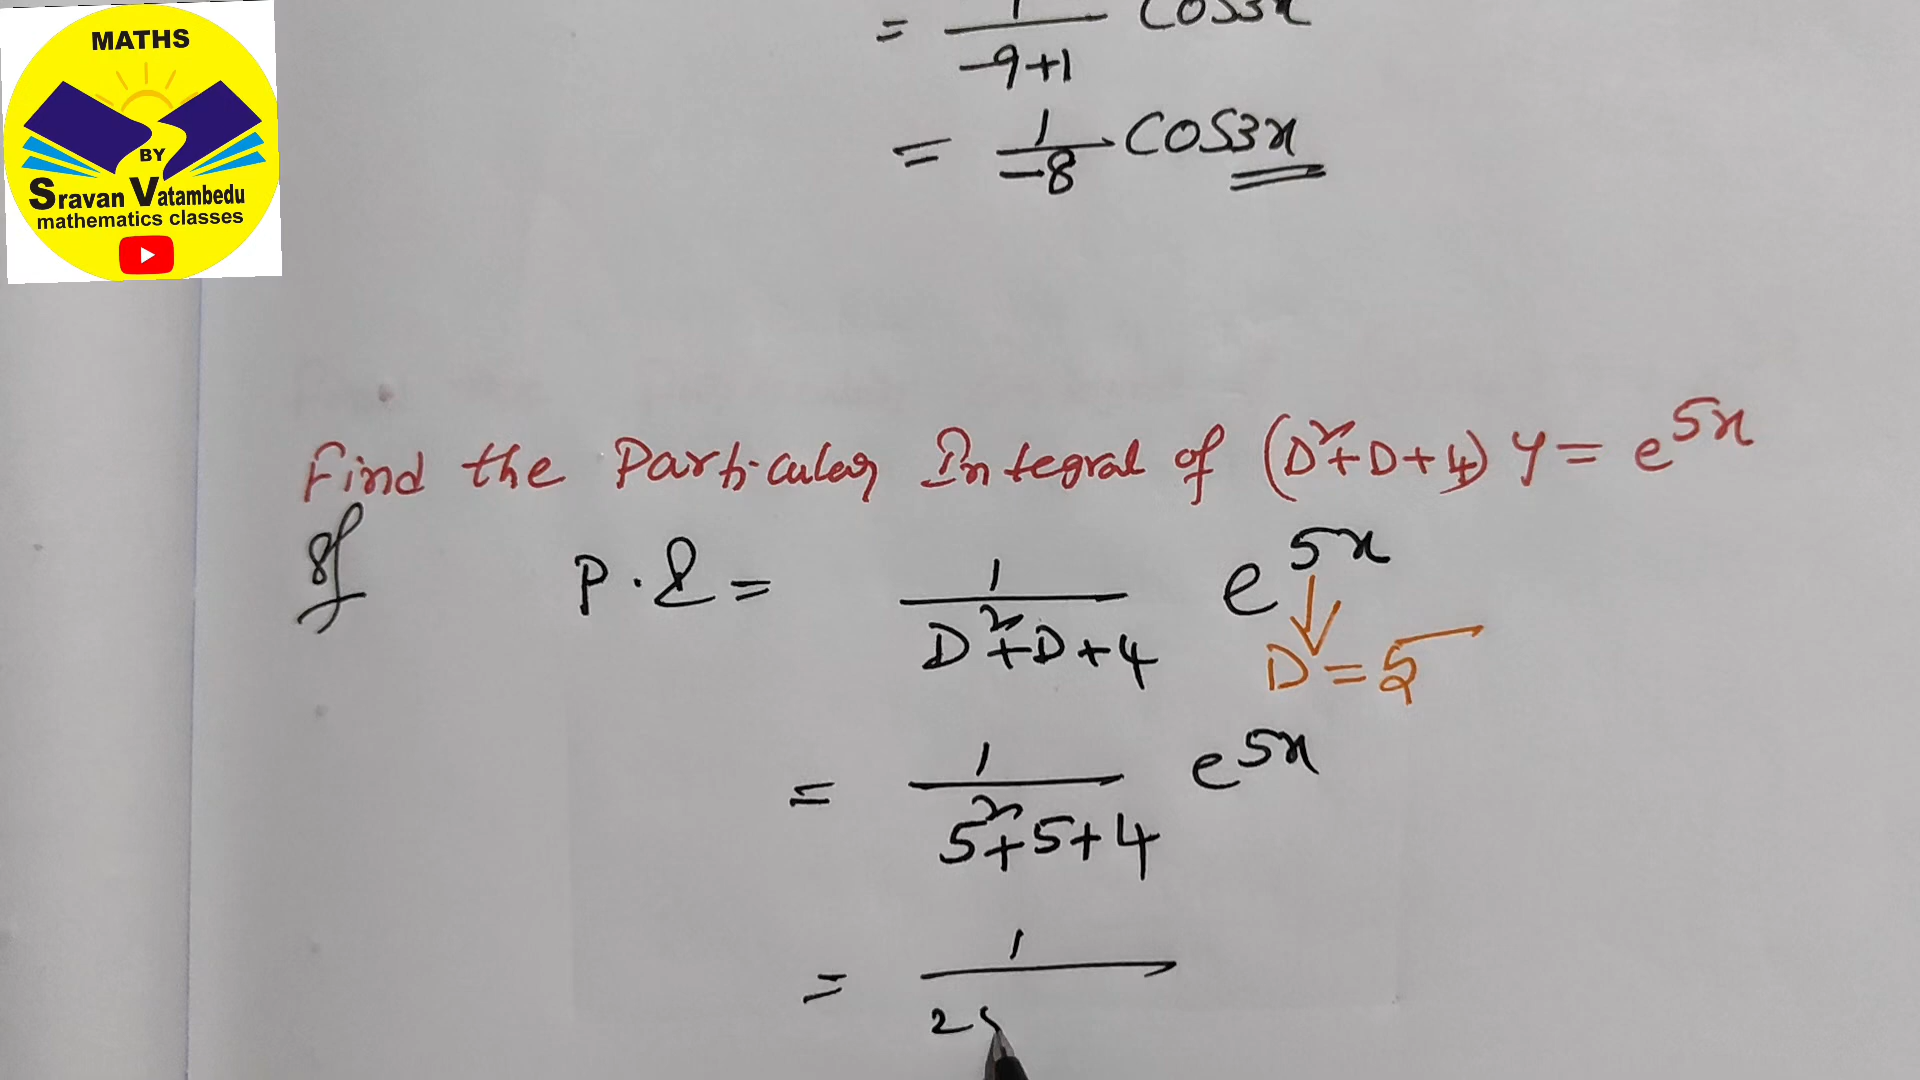 MATHS
BY
Sravan Vatambedu
mathematics classes
= 1/(-9+1) cos3x
= 1/-8 cos3x
Find the Particular Integral of (D²+D+4) y = e^5x
P.I = 1/(D²+D+4) e^5x
D = 5
= 1/(5²+5+4) e^5x
= 1/25